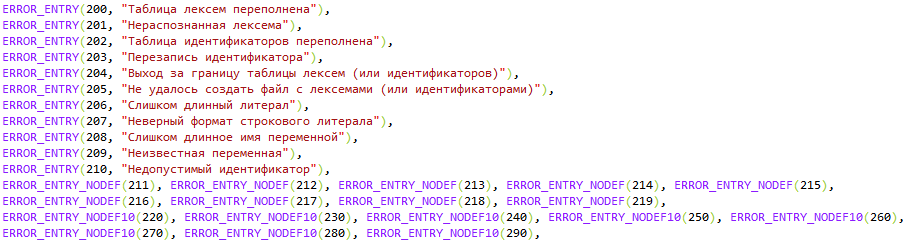 ERROR_ENTRY(200, "Таблица лексем переполнена"),
ERROR_ENTRY(201, "Нераспознанная лексема"),
ERROR_ENTRY(202, "Таблица идентификаторов переполнена"),
ERROR_ENTRY(203, "Перезапись идентификатора"),
ERROR_ENTRY(204, "Выход за границу таблицы лексем (или идентификаторов)"),
ERROR_ENTRY(205, "Не удалось создать файл с лексемами (или идентификаторами)"),
ERROR_ENTRY(206, "Слишком длинный литерал"),
ERROR_ENTRY(207, "Неверный формат строкового литерала"),
ERROR_ENTRY(208, "Слишком длинное имя переменной"),
ERROR_ENTRY(209, "Неизвестная переменная"),
ERROR_ENTRY(210, "Недопустимый идентификатор"),
ERROR_ENTRY_NODEF(211), ERROR_ENTRY_NODEF(212), ERROR_ENTRY_NODEF(213), ERROR_ENTRY_NODEF(214), ERROR_ENTRY_NODEF(215),
ERROR_ENTRY_NODEF(216), ERROR_ENTRY_NODEF(217), ERROR_ENTRY_NODEF(218), ERROR_ENTRY_NODEF(219),
ERROR_ENTRY_NODEF10(220), ERROR_ENTRY_NODEF10(230), ERROR_ENTRY_NODEF10(240), ERROR_ENTRY_NODEF10(250), ERROR_ENTRY_NODEF10(260),
ERROR_ENTRY_NODEF10(270), ERROR_ENTRY_NODEF10(280), ERROR_ENTRY_NODEF10(290),